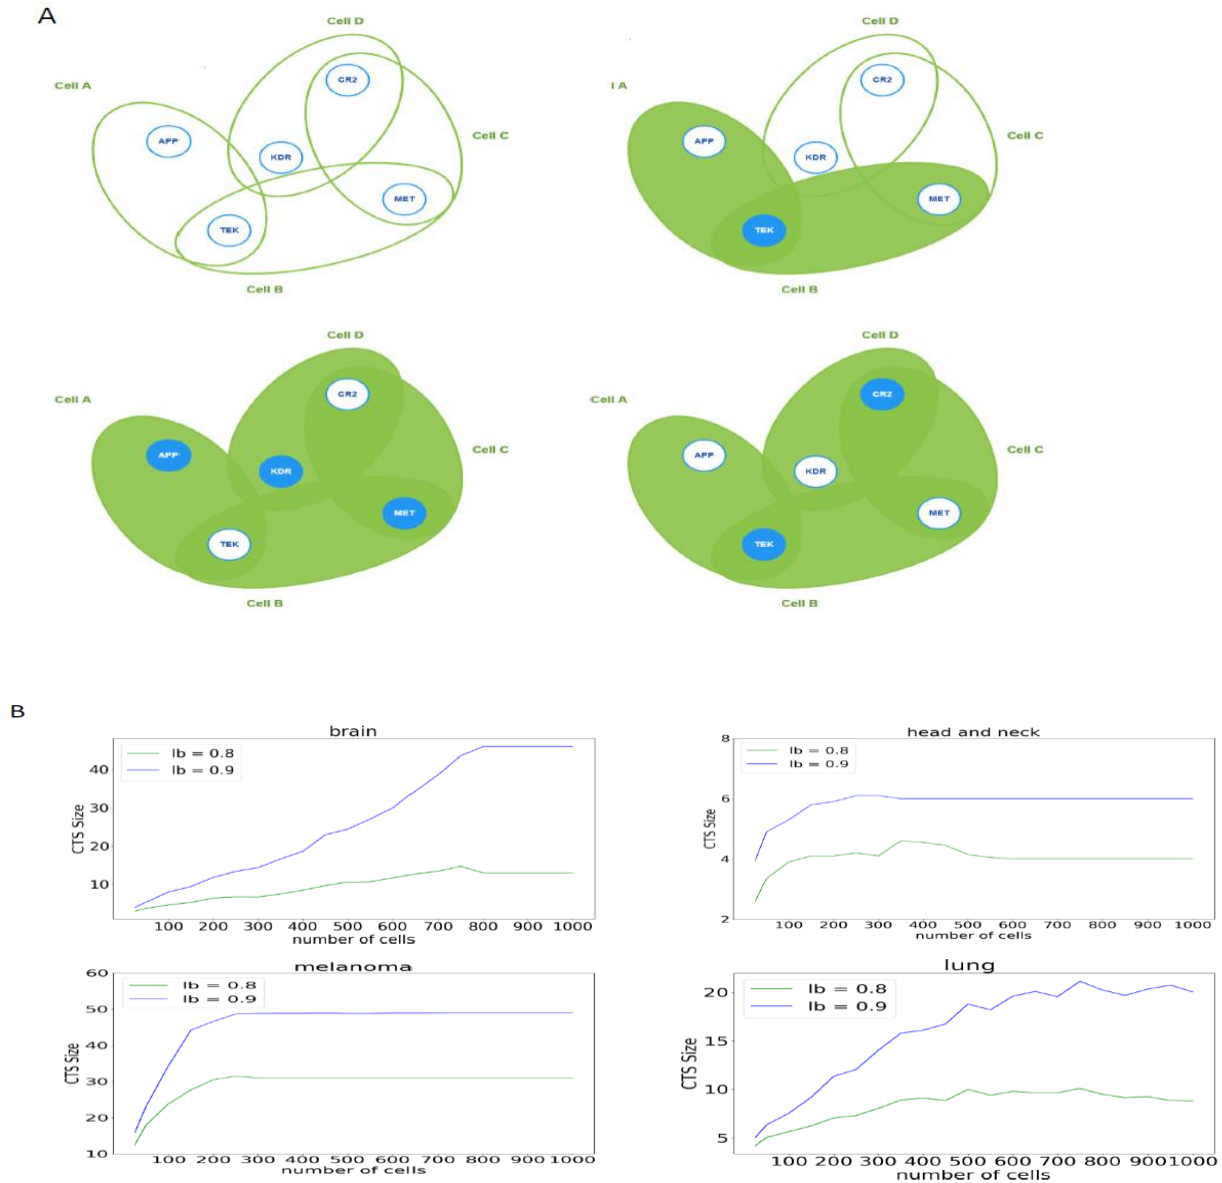 A
Cell D
Cell A
CR2
Cell C
APP
KDR
MET
TEK
Cell B
Cell D
l A
CR2
Cell C
APP
KDR
MET
TEK
Cell B
Cell D
Cell A
CR2
Cell C
APP
KDR
MET
TEK
Cell B
Cell D
Cell A
CR2
Cell C
APP
KDR
MET
TEK
Cell B
B
brain
lb = 0.8
lb = 0.9
CTS Size
40
30
20
10
100 200 300 400 500 600 700 800 900 1000
number of cells
head and neck
lb = 0.8
lb = 0.9
CTS Size
8
6
4
2
100 200 300 400 500 600 700 800 900 1000
number of cells
melanoma
lb = 0.8
lb = 0.9
CTS Size
60
50
40
30
20
10
100 200 300 400 500 600 700 800 900 1000
number of cells
lung
lb = 0.8
lb = 0.9
CTS Size
20
15
10
5
100 200 300 400 500 600 700 800 900 1000
number of cells